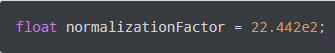 float normalizationFactor = 22.442e2;